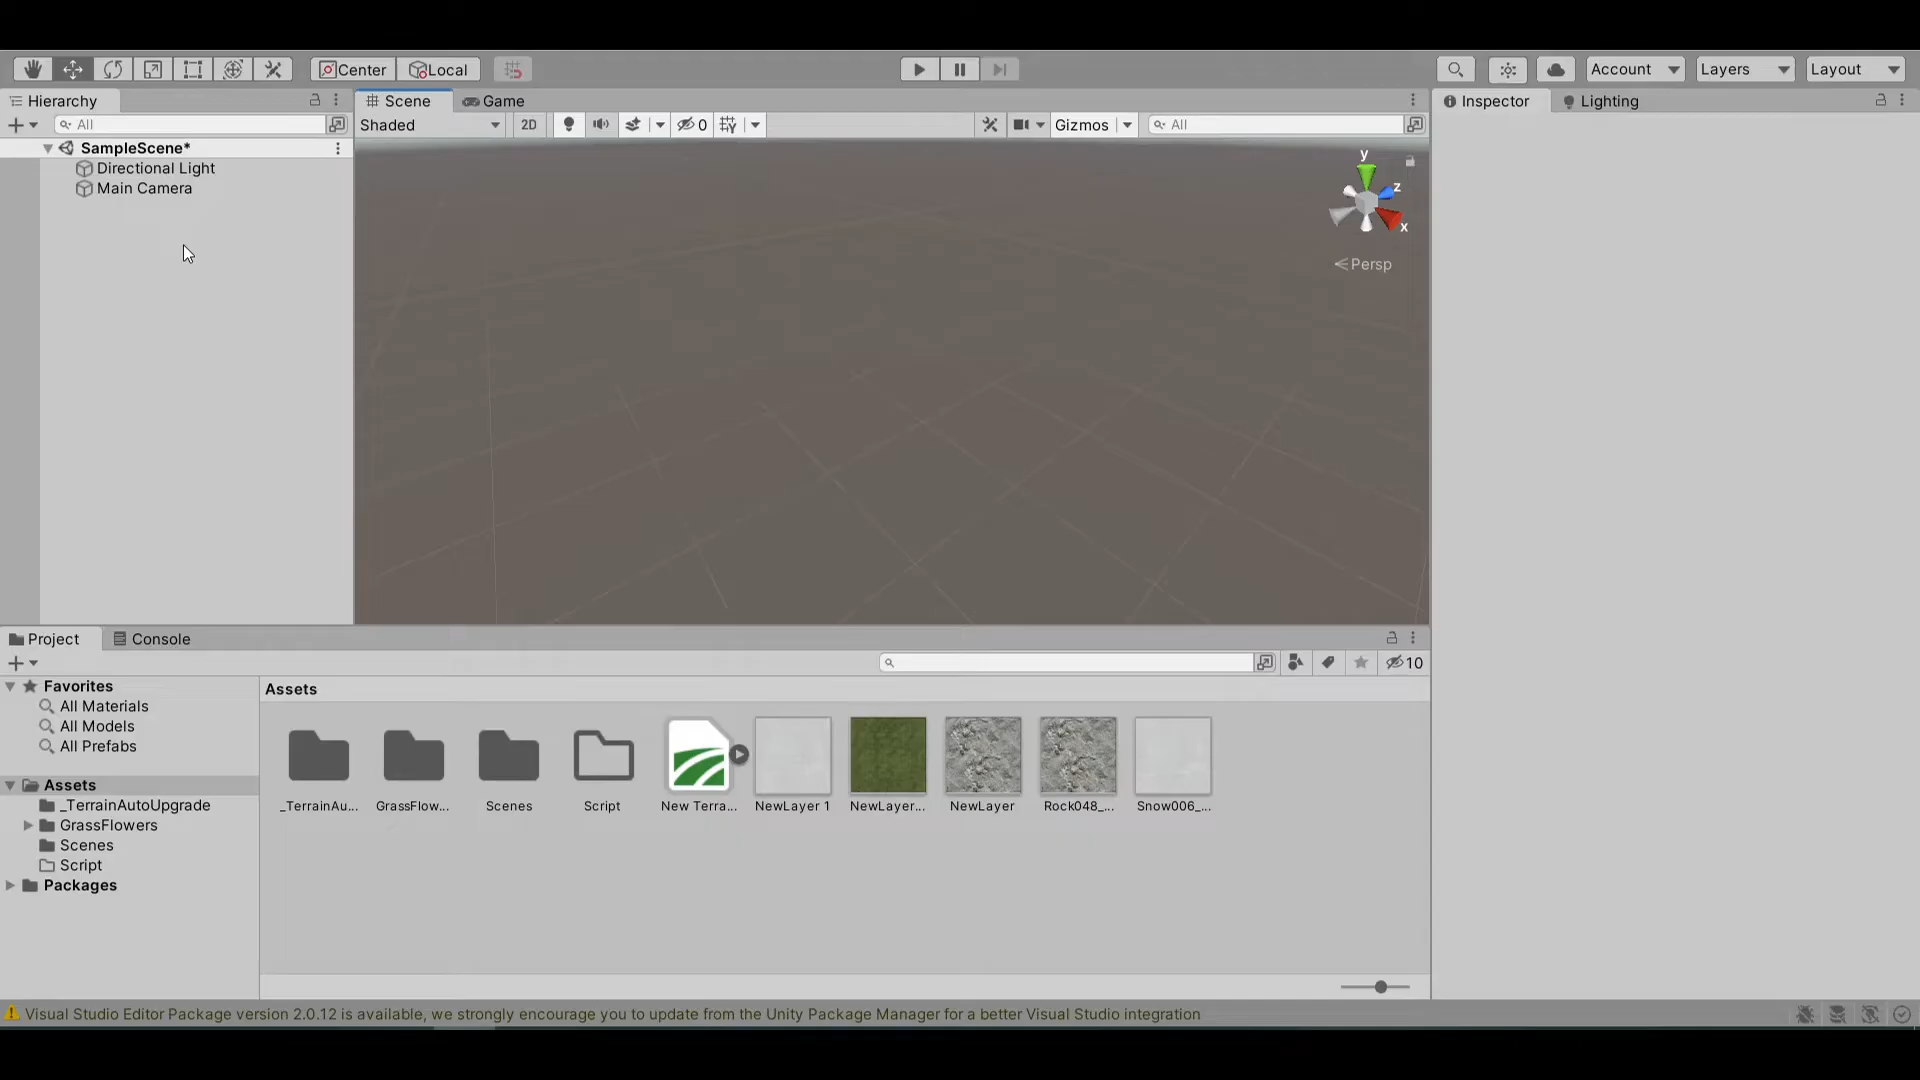 Center Local Account Layers Layout
Hierarchy
Scene Game
Inspector Lighting
All
Shaded 2D 0 Gizmos All
SampleScene*
Directional Light
Main Camera
y
z
x
Persp
Project Console
10
Favorites
All Materials
All Models
All Prefabs
Assets
_TerrainAutoUpgrade
GrassFlowers
Scenes
Script
Packages
Assets
_TerrainAu... GrassFlow... Scenes Script New Terra... NewLayer 1 NewLayer... NewLayer Rock048_... Snow006_...
Visual Studio Editor Package version 2.0.12 is available, we strongly encourage you to update from the Unity Package Manager for a better Visual Studio integration